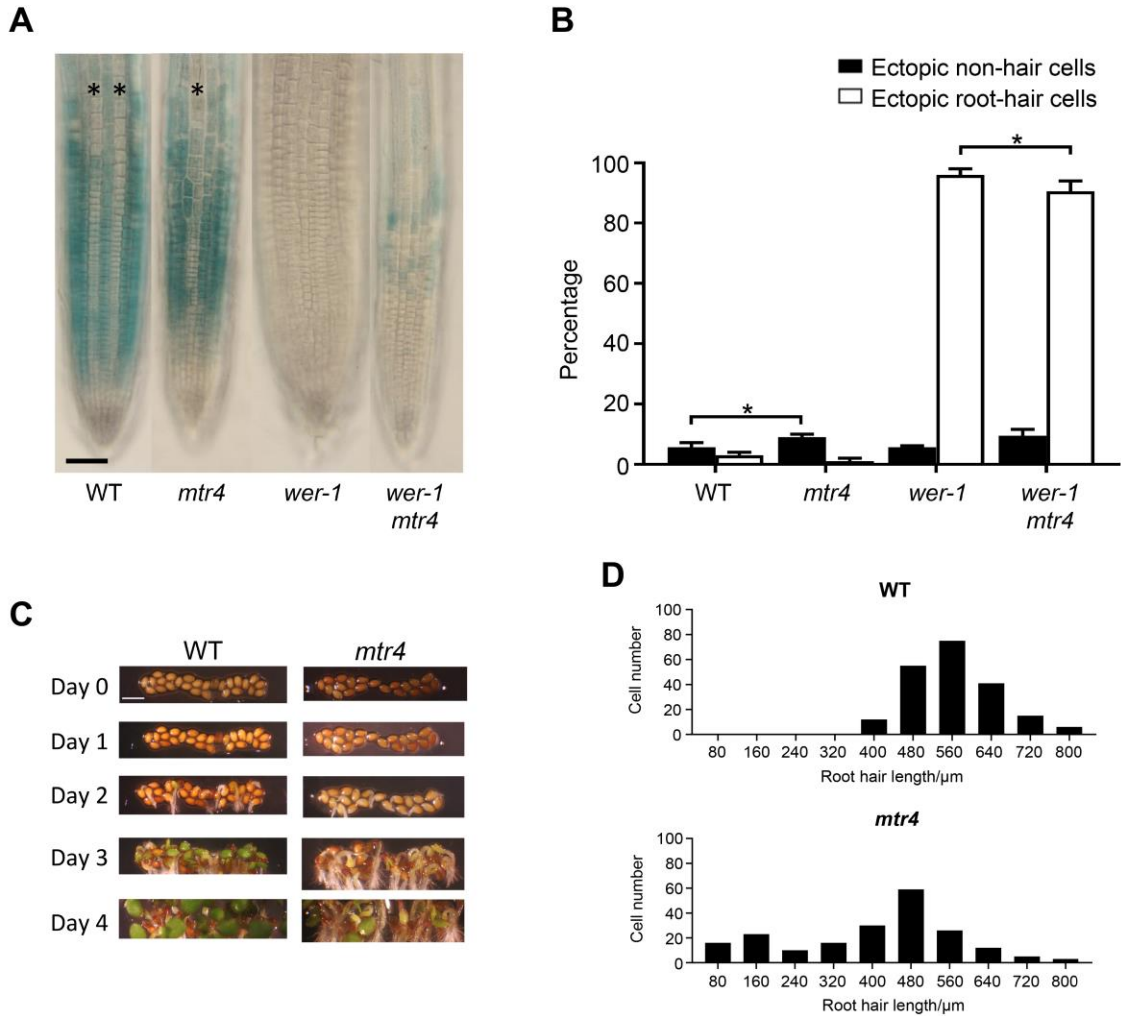 A
* * *
WT mtr4 wer-1 wer-1
mtr4
B
Ectopic non-hair cells
Ectopic root-hair cells
Percentage
100
80
60
40
20
0
* *
WT mtr4 wer-1 wer-1
mtr4
C
WT mtr4
Day 0
Day 1
Day 2
Day 3
Day 4
D
WT
Cell number
100
80
60
40
20
0
80 160 240 320 400 480 560 640 720 800
Root hair length/µm
mtr4
Cell number
100
80
60
40
20
0
80 160 240 320 400 480 560 640 720 800
Root hair length/µm